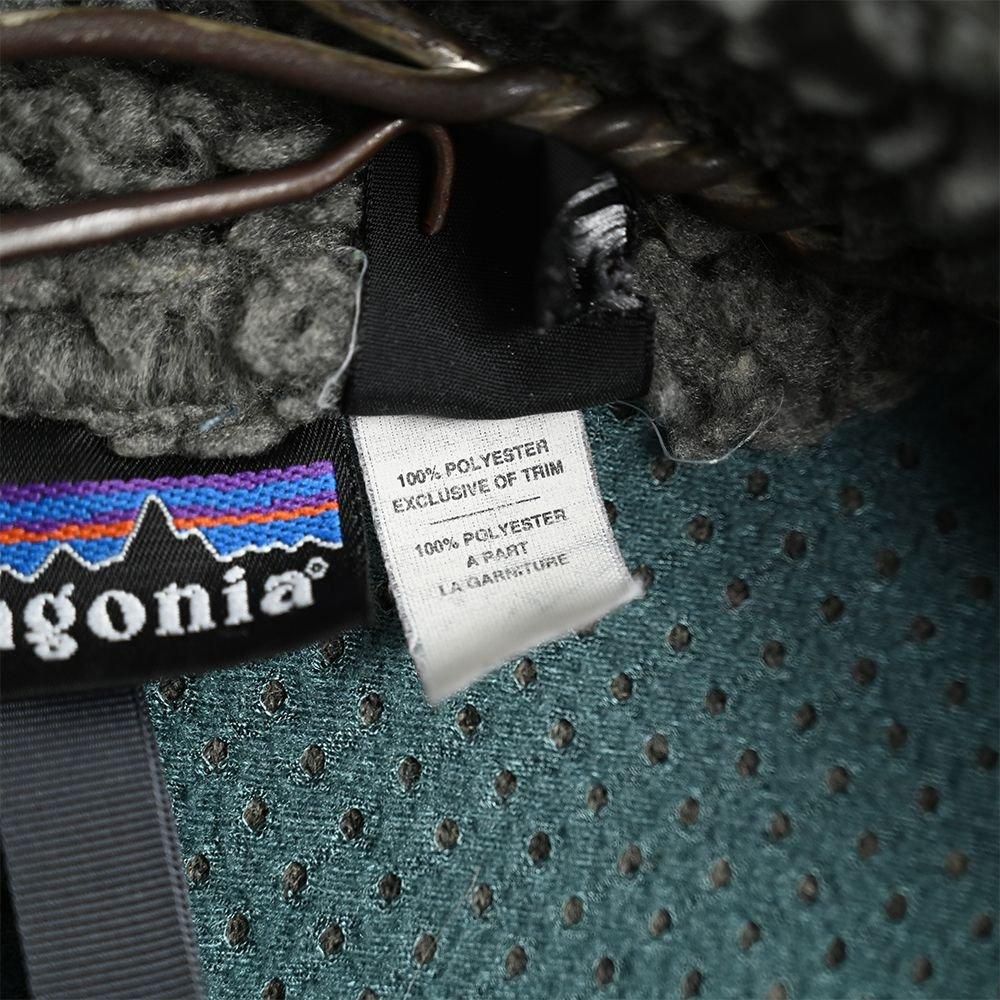 100% POLYESTER
EXCLUSIVE OF TRIM
100% POLYESTER
A PART
LA GARNITURE
agonia®